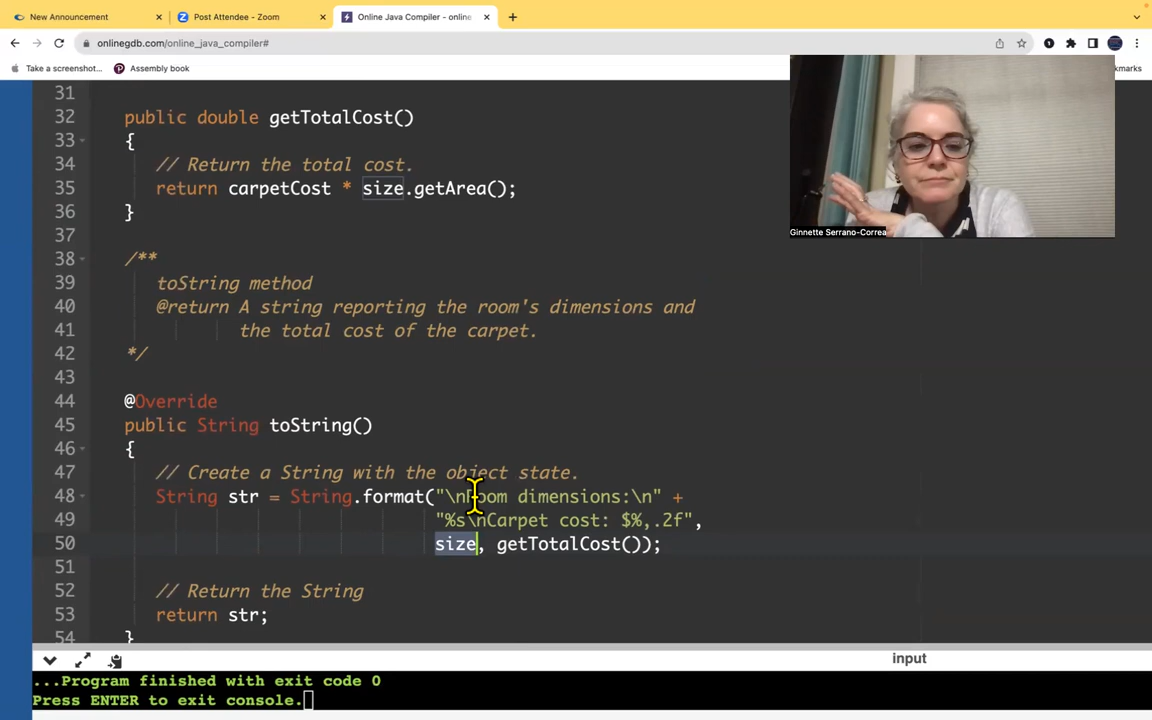 New Announcement
Post Attendee - Zoom
Online Java Compiler - online
onlinegdb.com/online_java_compiler#
Take a screenshot...
Assembly book
kmarks
Ginnette Serrano-Correa
31
32 public double getTotalCost()
33 {
34 // Return the total cost.
35 return carpetCost * size.getArea();
36 }
37
38 /**
39 toString method
40 @return A string reporting the room's dimensions and
41 the total cost of the carpet.
42 */
43
44 @Override
45 public String toString()
46 {
47 // Create a String with the object state.
48 String str = String.format("\nRoom dimensions:\n" +
49 "%s\nCarpet cost: $%,.2f",
50 size, getTotalCost());
51
52 // Return the String
53 return str;
54 }
input
...Program finished with exit code 0
Press ENTER to exit console.